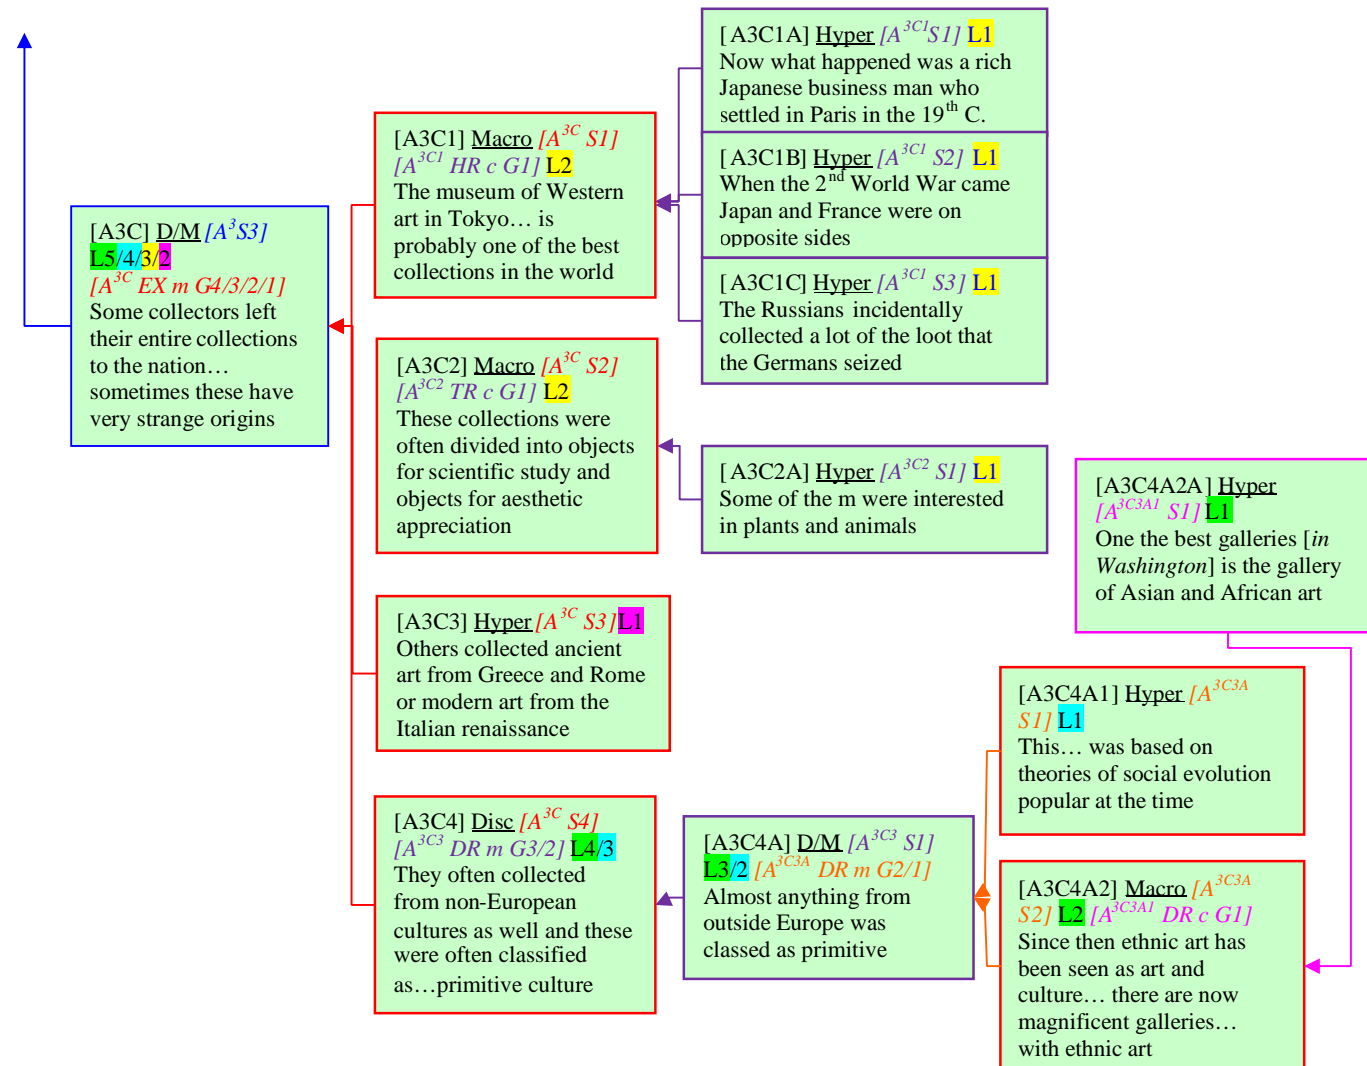 [A3C1A] Hyper [A3C1S1] L1
Now what happened was a rich
Japanese business man who
settled in Paris in the 19th C.
[A3C1] Macro [A3C S1]
[A3C1 HR c G1] L2
The museum of Western
art in Tokyo… is
probably one of the best
collections in the world
[A3C1B] Hyper [A3C1 S2] L1
When the 2nd World War came
Japan and France were on
opposite sides
[A3C] D/M [A3S3]
L5/4/3/2
[A3C EX m G4/3/2/1]
Some collectors left
their entire collections
to the nation…
sometimes these have
very strange origins
[A3C1C] Hyper [A3C1 S3] L1
The Russians incidentally
collected a lot of the loot that
the Germans seized
[A3C2] Macro [A3C S2]
[A3C2 TR c G1] L2
These collections were
often divided into objects
for scientific study and
objects for aesthetic
appreciation
[A3C2A] Hyper [A3C2 S1] L1
Some of the m were interested
in plants and animals
[A3C4A2A] Hyper
[A3C3A1 S1] L1
One the best galleries [in
Washington] is the gallery
of Asian and African art
[A3C3] Hyper [A3C S3] L1
Others collected ancient
art from Greece and Rome
or modern art from the
Italian renaissance
[A3C4A1] Hyper [A3C3A
S1] L1
This… was based on
theories of social evolution
popular at the time
[A3C4] Disc [A3C S4]
[A3C3 DR m G3/2] L4/3
They often collected
from non-European
cultures as well and these
were often classified
as…primitive culture
[A3C4A] D/M [A3C3 S1]
L3/2 [A3C3A DR m G2/1]
Almost anything from
outside Europe was
classed as primitive
[A3C4A2] Macro [A3C3A
S2] L2 [A3C3A1 DR c G1]
Since then ethnic art has
been seen as art and
culture… there are now
magnificent galleries…
with ethnic art